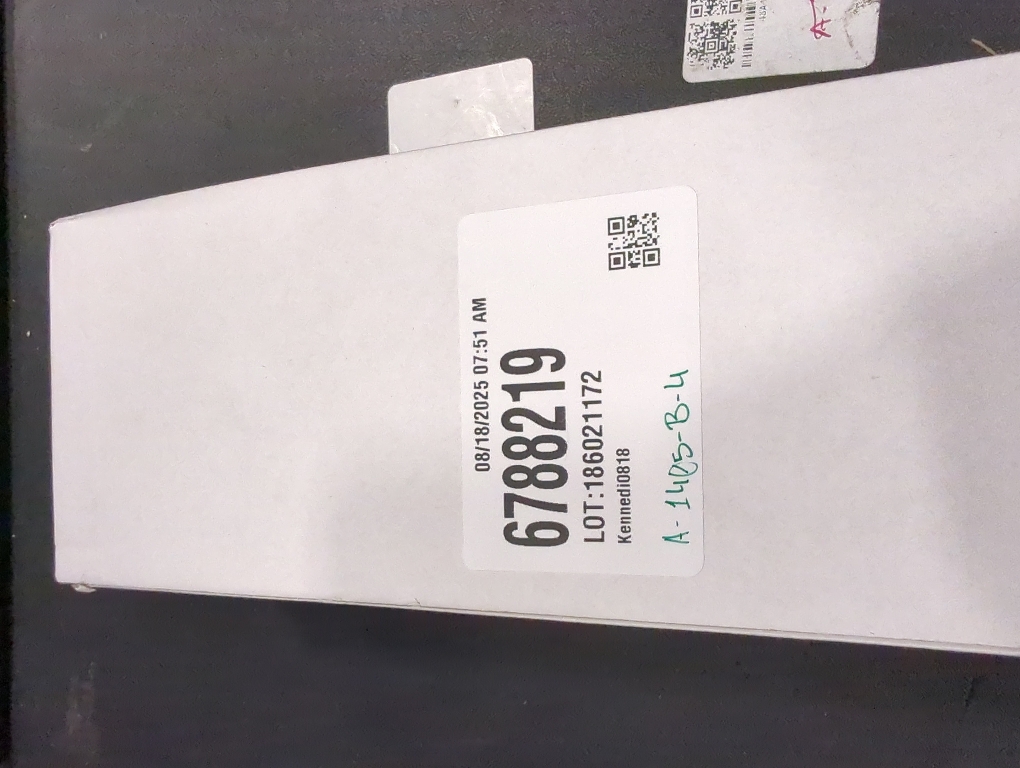 08/18/2025 07:51 AM
6788219
LOT:186021172
Kennedi0818
A-1405-B-4
A-